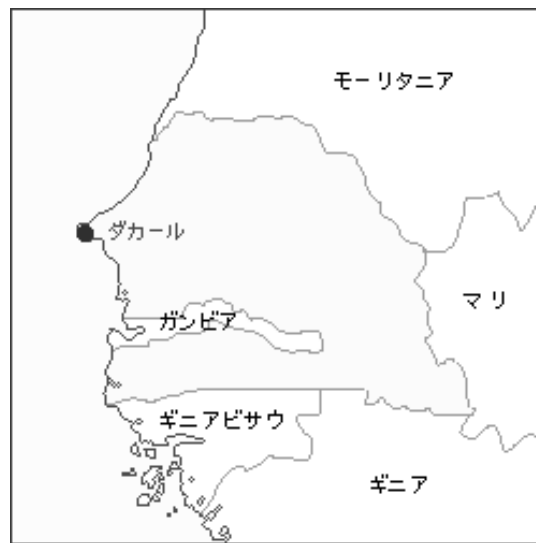 モーリタニア
ダカール
マリ
ガンビア
ギニアビサウ
ギニア